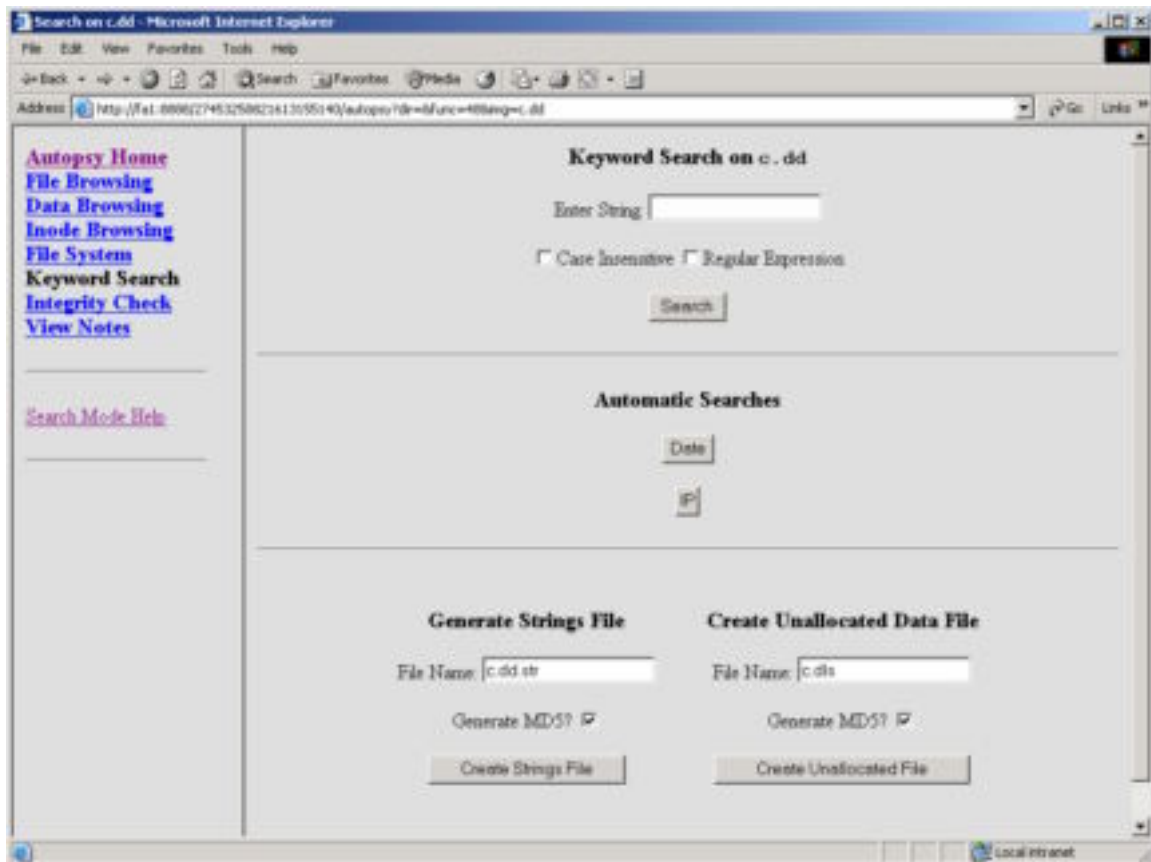 Search on c.dd - Microsoft Internet Explorer
File Edit View Favorites Tools Help
Back Search Favorites Media
Address Go Links »
Autopsy Home
File Browsing
Data Browsing
Inode Browsing
File System
Keyword Search
Integrity Check
View Notes
Search Mode Help
Keyword Search on c.dd
Enter String:
Case Insensitive Regular Expression
Search
Automatic Searches
Date
IP
Generate Strings File Create Unallocated Data File
File Name: c.dd.str File Name: c.dls
Generate MD5? Generate MD5?
Create Strings File Create Unallocated File
Local intranet